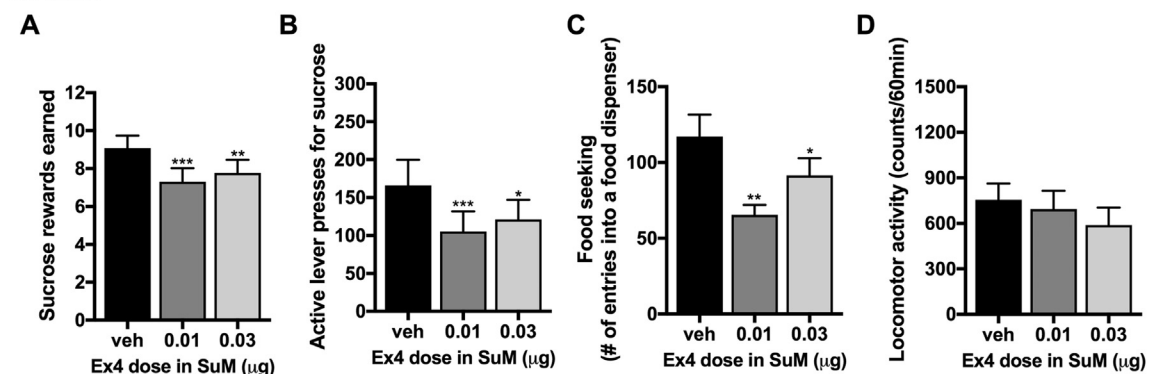 A
Sucrose rewards earned
12
10
8
6
4
2
0
***
**
veh 0.01 0.03
Ex4 dose in SuM (μg)
B
Active lever presses for sucrose
300
250
200
150
100
50
0
***
*
veh 0.01 0.03
Ex4 dose in SuM (μg)
C
Food seeking
(# of entries into a food dispenser)
150
100
50
0
**
*
veh 0.01 0.03
Ex4 dose in SuM (μg)
D
Locomotor activity (counts/60min)
1500
1200
900
600
300
0
veh 0.01 0.03
Ex4 dose in SuM (μg)